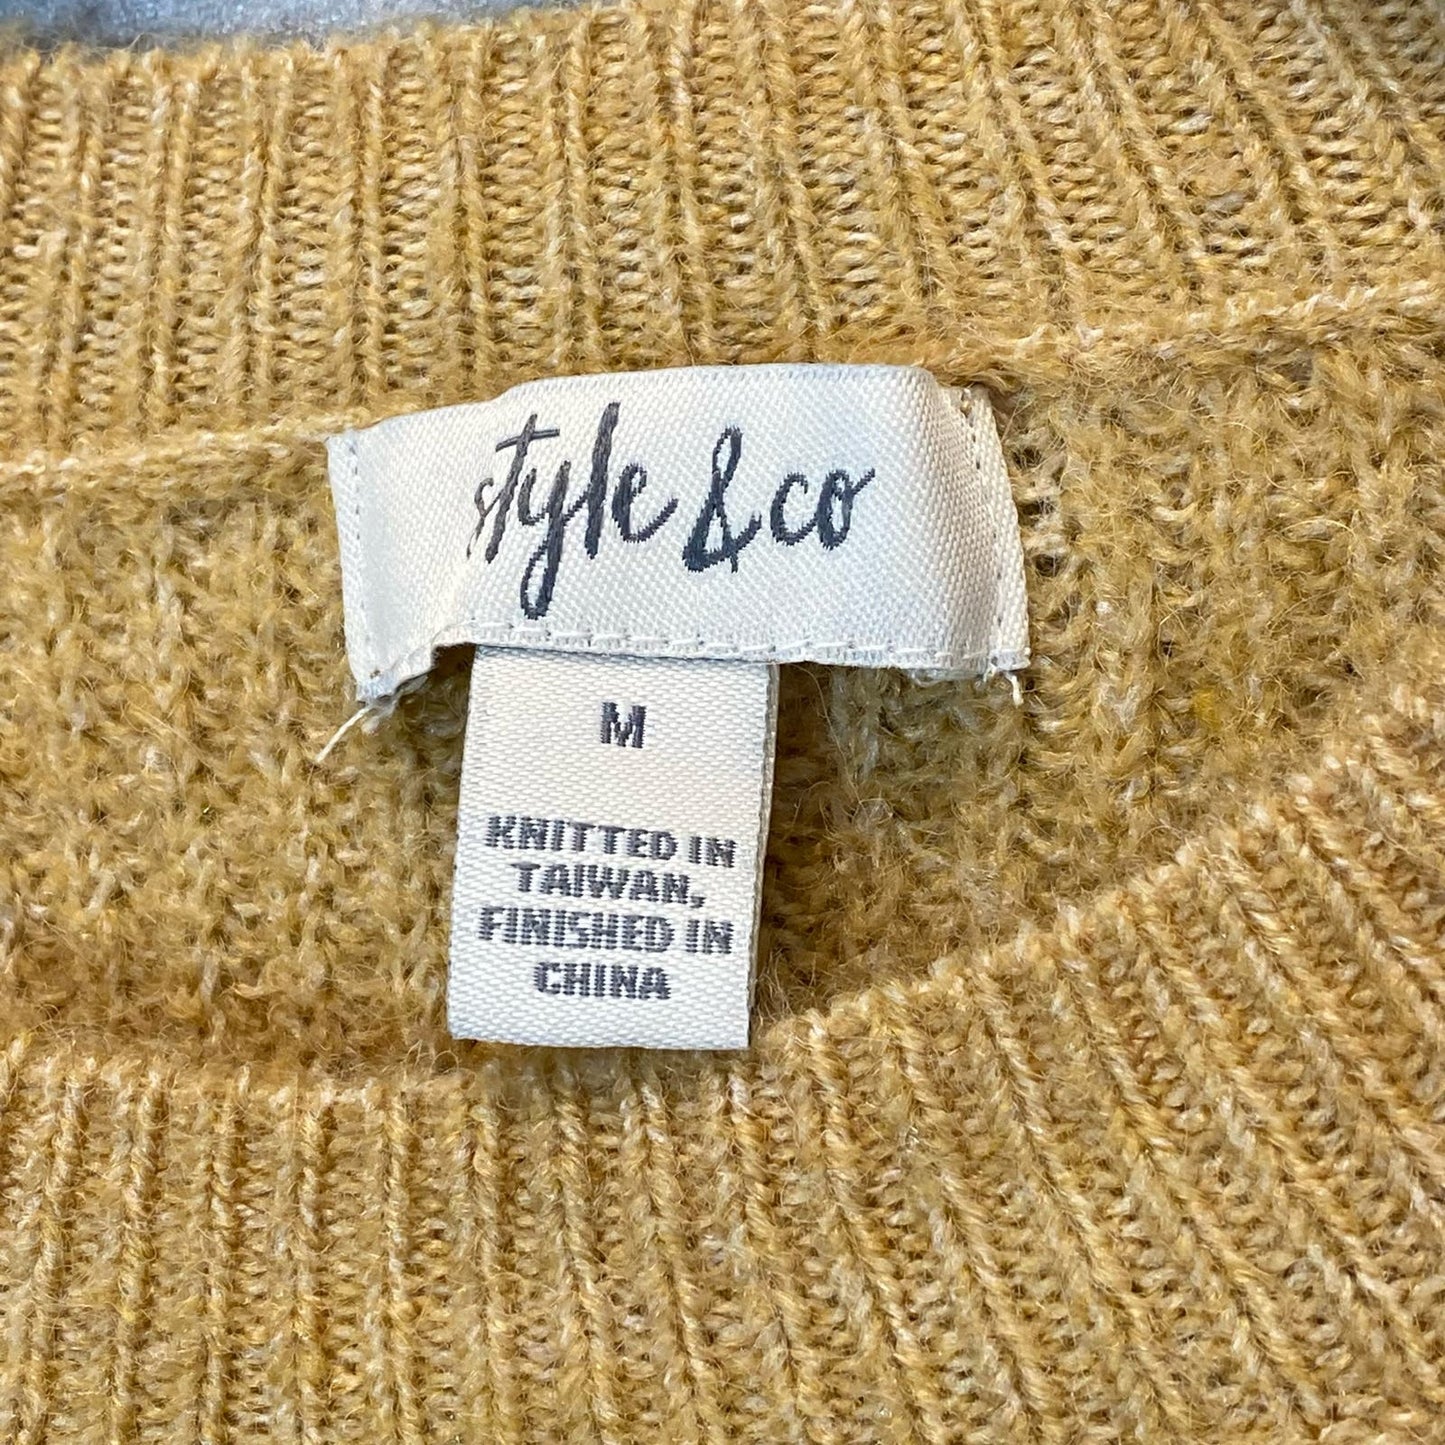 style & co
M
KNITTED IN
TAIWAN,
FINISHED IN
CHINA